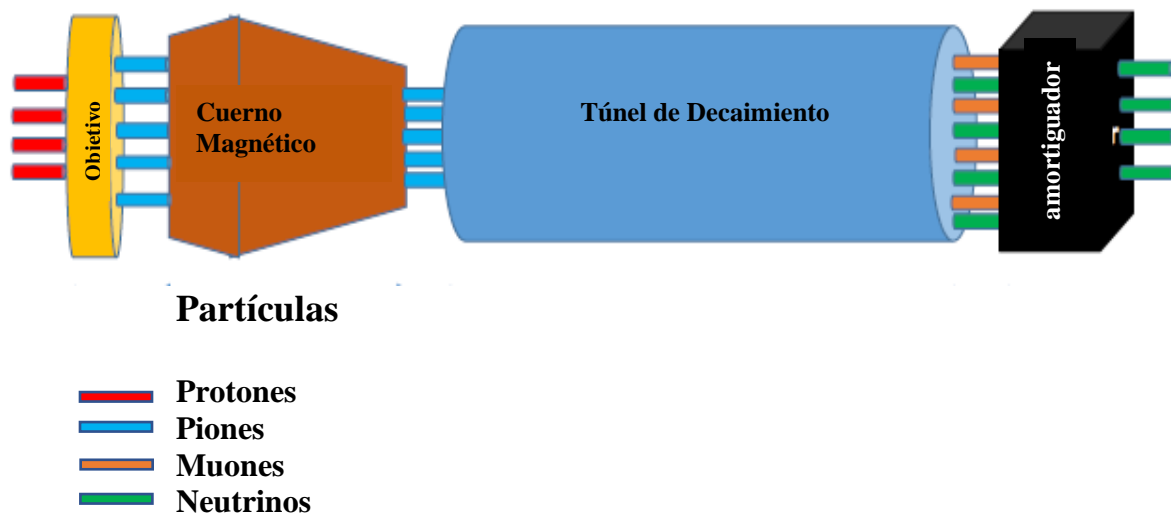 Objetivo
Cuerno
Magnético
Túnel de Decaimiento
amortiguador
Partículas
Protones
Piones
Muones
Neutrinos